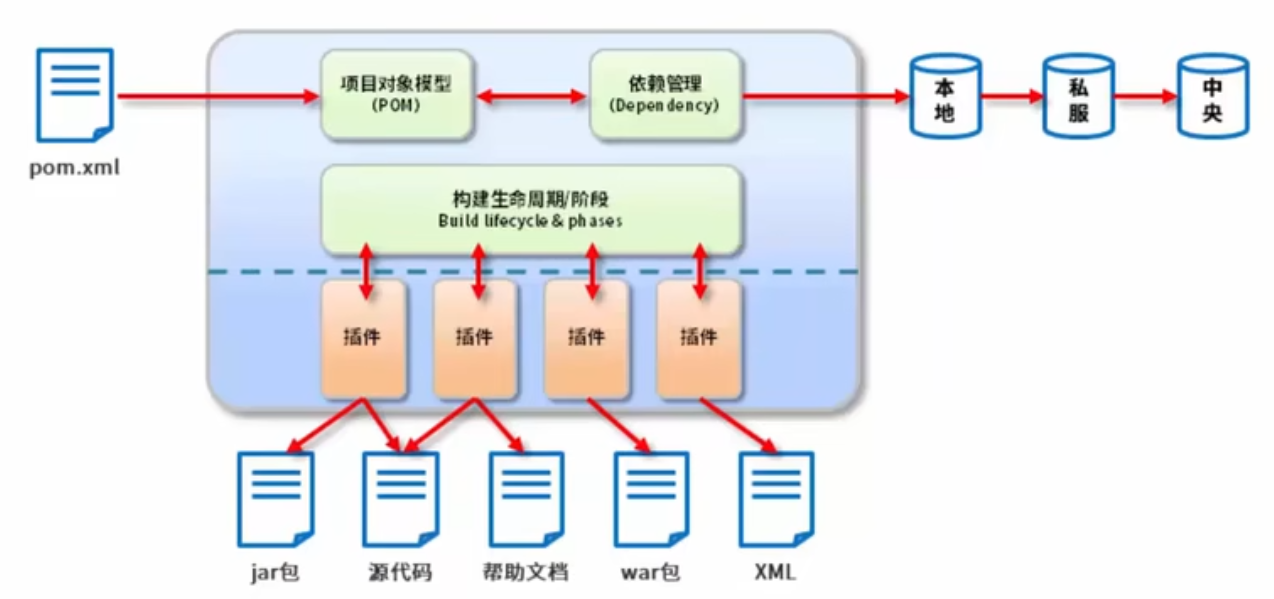 项目对象模型
(POM)
依赖管理
(Dependency)
本
地
私
服
中
央
pom.xml
构建生命周期/阶段
Build lifecycle & phases
插件
插件
插件
插件
jar包
源代码
帮助文档
war包
XML